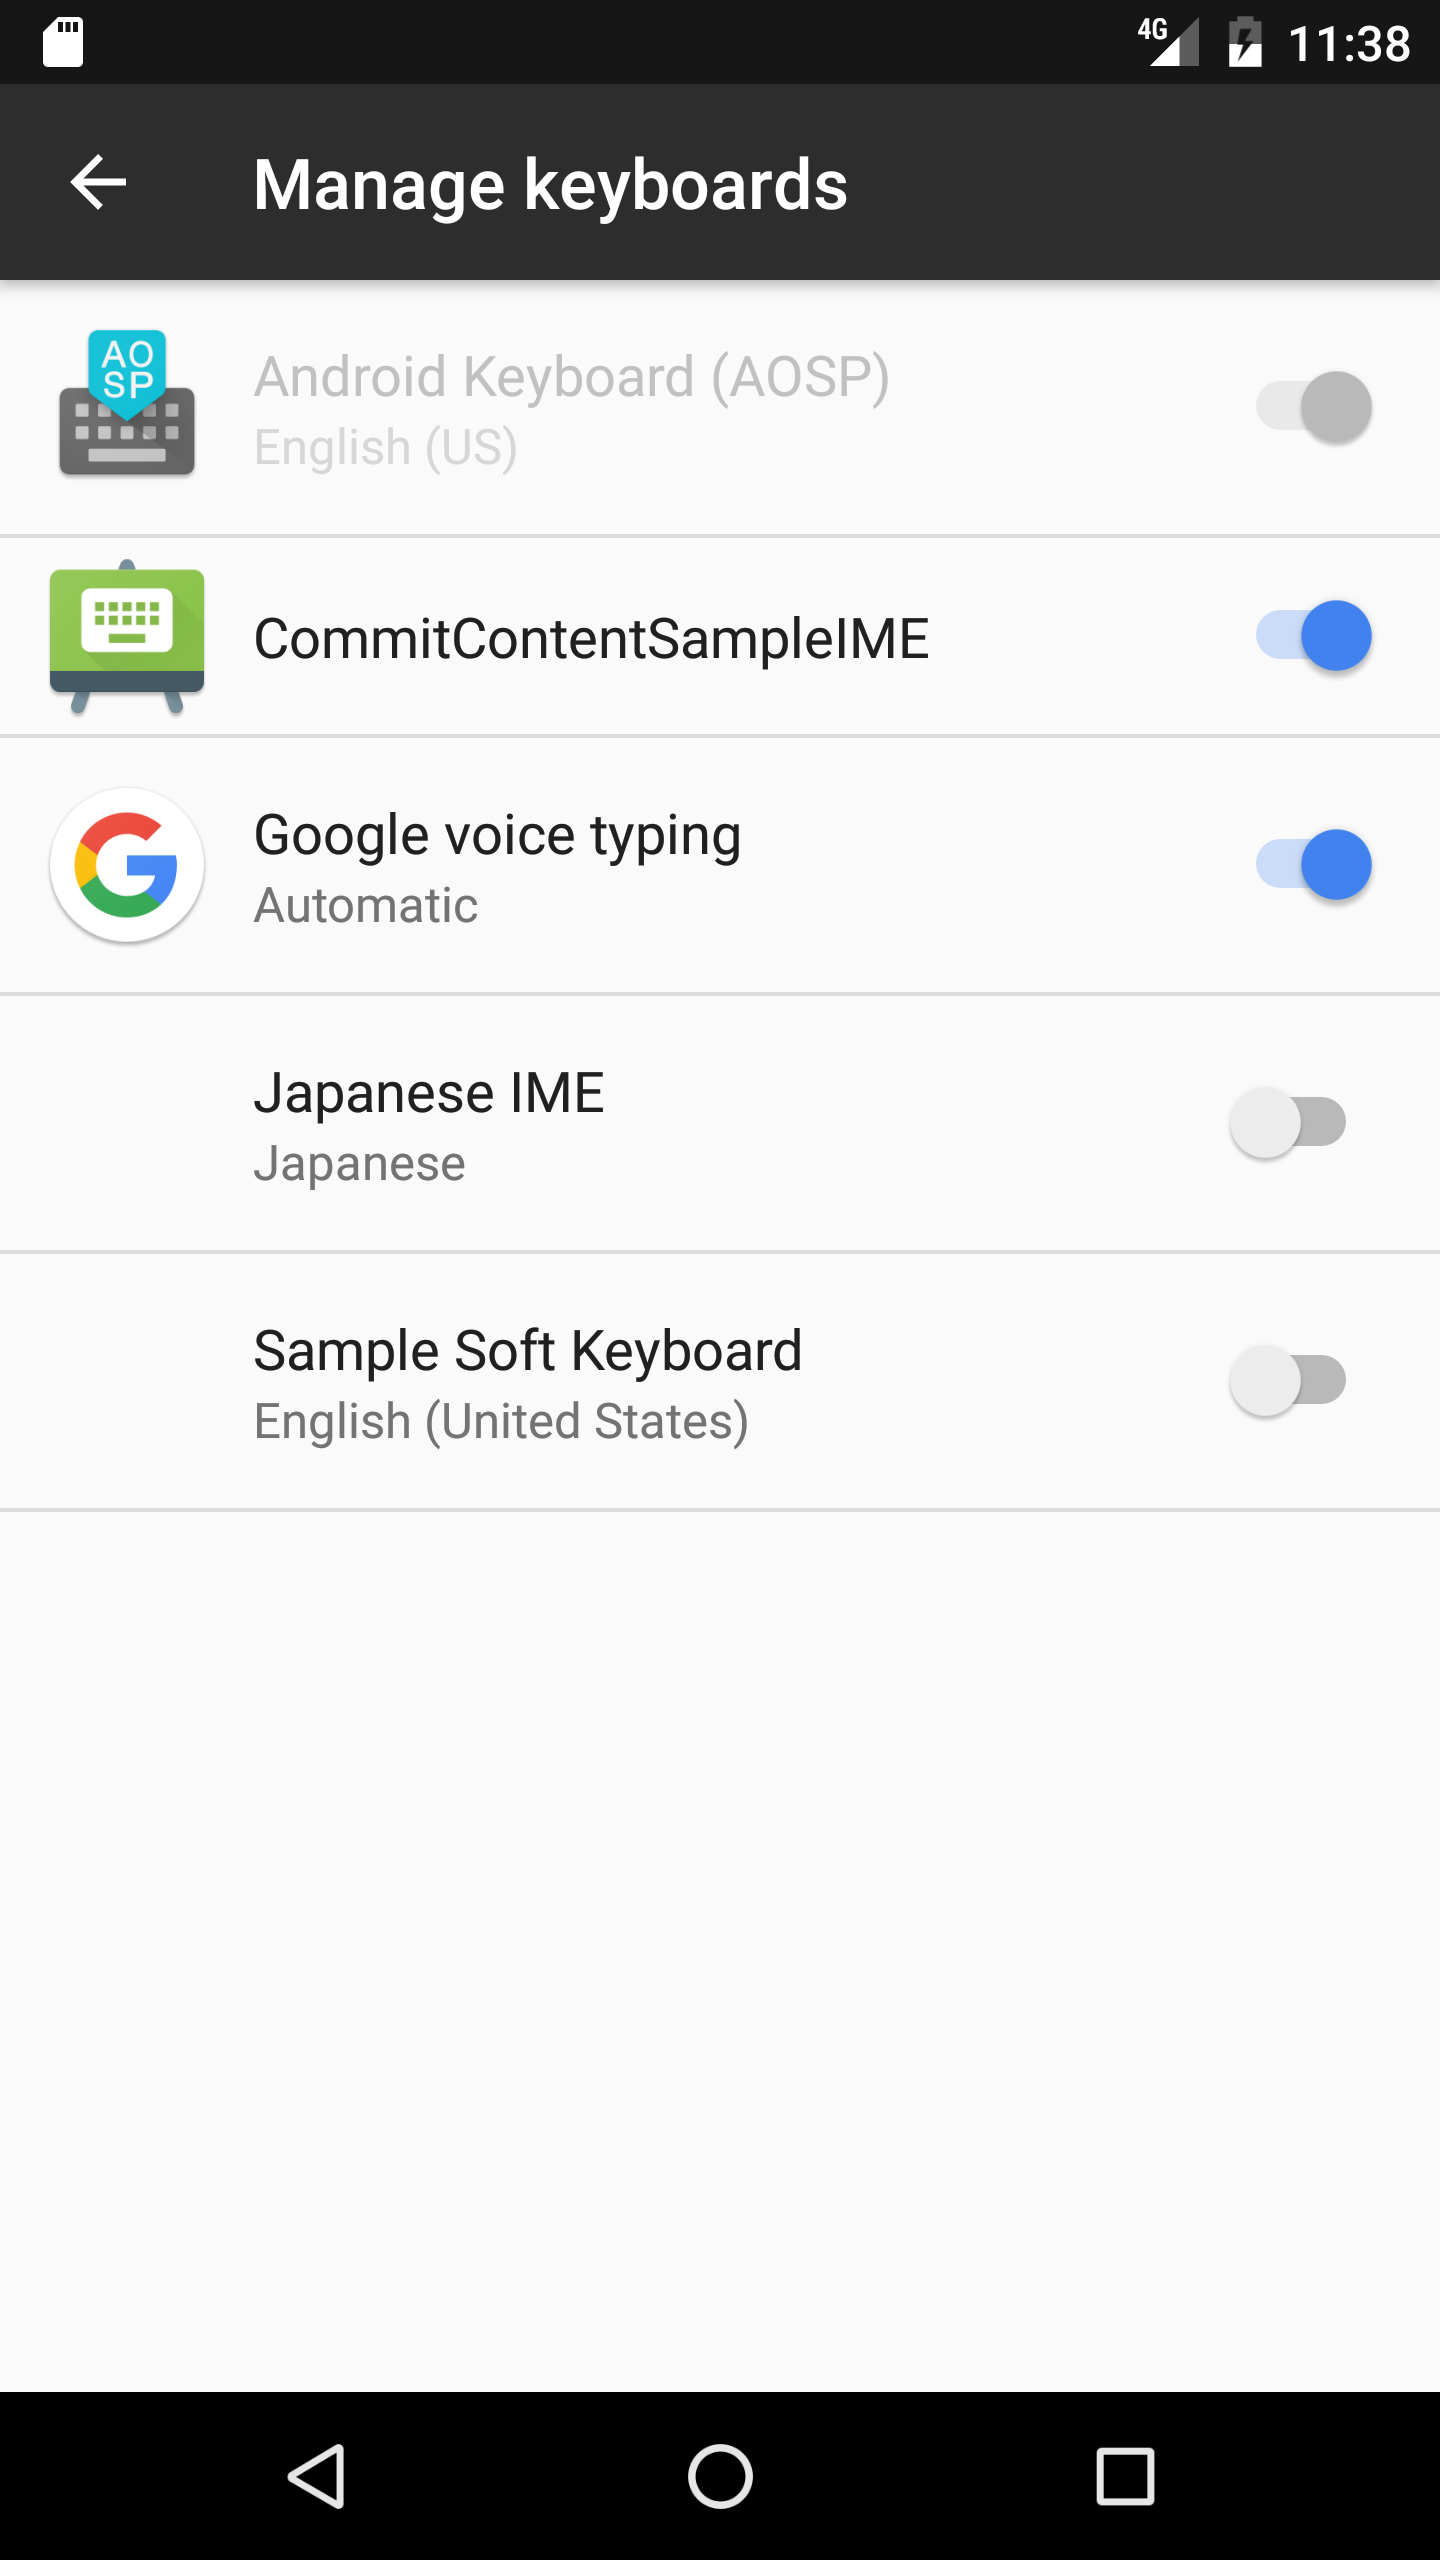 4G 11:38
Manage keyboards
AO
SP
Android Keyboard (AOSP)
English (US)
CommitContentSampleIME
G
Google voice typing
Automatic
Japanese IME
Japanese
Sample Soft Keyboard
English (United States)